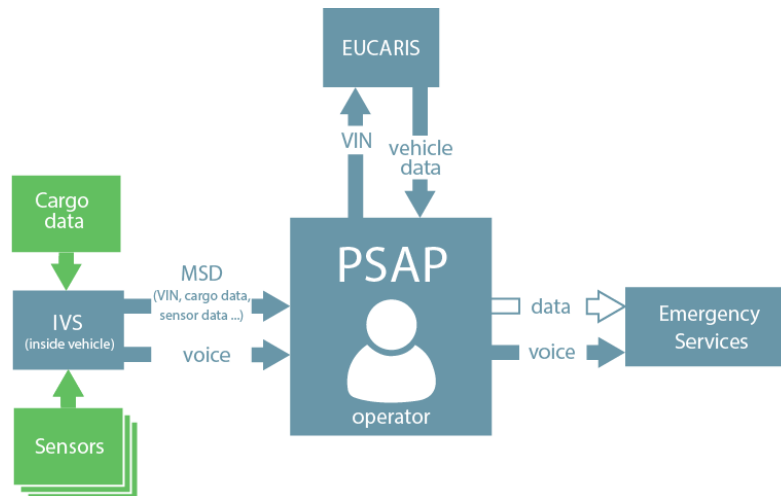 EUCARIS
VIN
vehicle
data
Cargo
data
MSD
(VIN, cargo data,
sensor data ...)
PSAP
IVS
(inside vehicle)
voice
data
voice
Emergency
Services
operator
Sensors